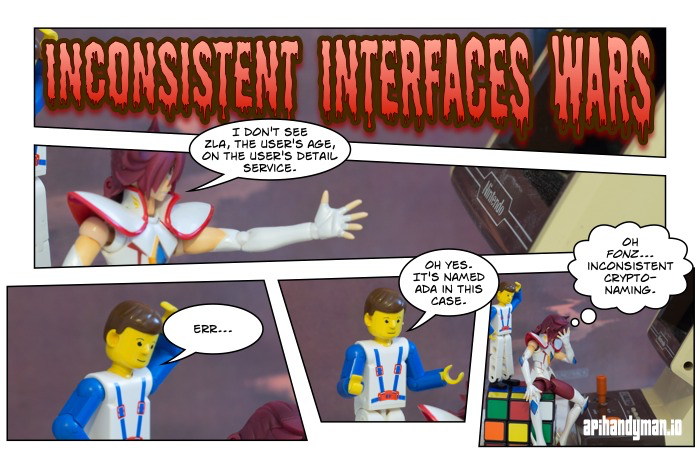 INCONSISTENT INTERFACES WARS
I DON'T SEE
ZLA, THE USER'S AGE,
ON THE USER'S DETAIL
SERVICE.
Nintendo
ERR...
OH YES.
IT'S NAMED
ADA IN THIS
CASE.
OH
FONZ...
INCONSISTENT
CRYPTO-
NAMING.
apihandyman.io